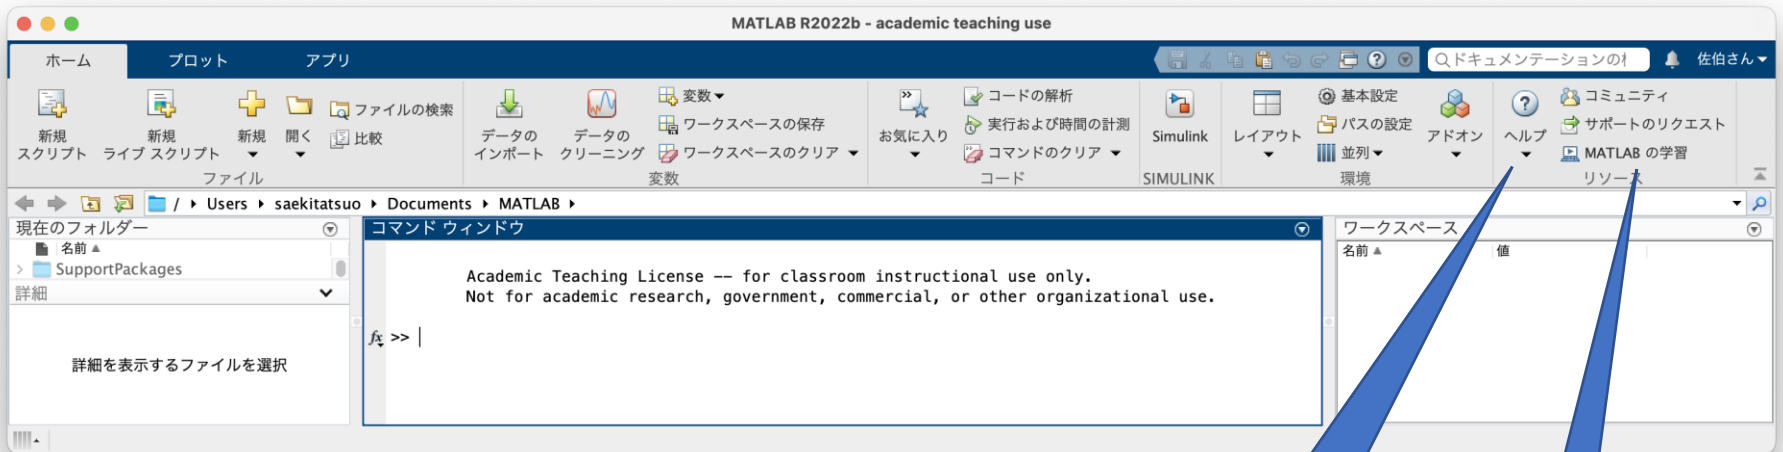 MATLAB R2022b - academic teaching use
ホーム プロット アプリ
佐伯さん
ドキュメンテーションの
新規
スクリプト
新規
ライブ スクリプト
新規
開く
ファイルの検索
比較
ファイル
データの
インポート
データの
クリーニング
変数
ワークスペースの保存
ワークスペースのクリア
変数
お気に入り
コードの解析
実行および時間の計測
コマンドのクリア
コード
Simulink
SIMULINK
レイアウト
基本設定
パスの設定
並列
アドオン
環境
ヘルプ
コミュニティ
サポートのリクエスト
MATLAB の学習
リソース
/ Users saekitatsuo Documents MATLAB
現在のフォルダー
名前
SupportPackages
詳細
詳細を表示するファイルを選択
コマンド ウィンドウ
Academic Teaching License -- for classroom instructional use only.
Not for academic research, government, commercial, or other organizational use.
fx >>
ワークスペース
名前 値